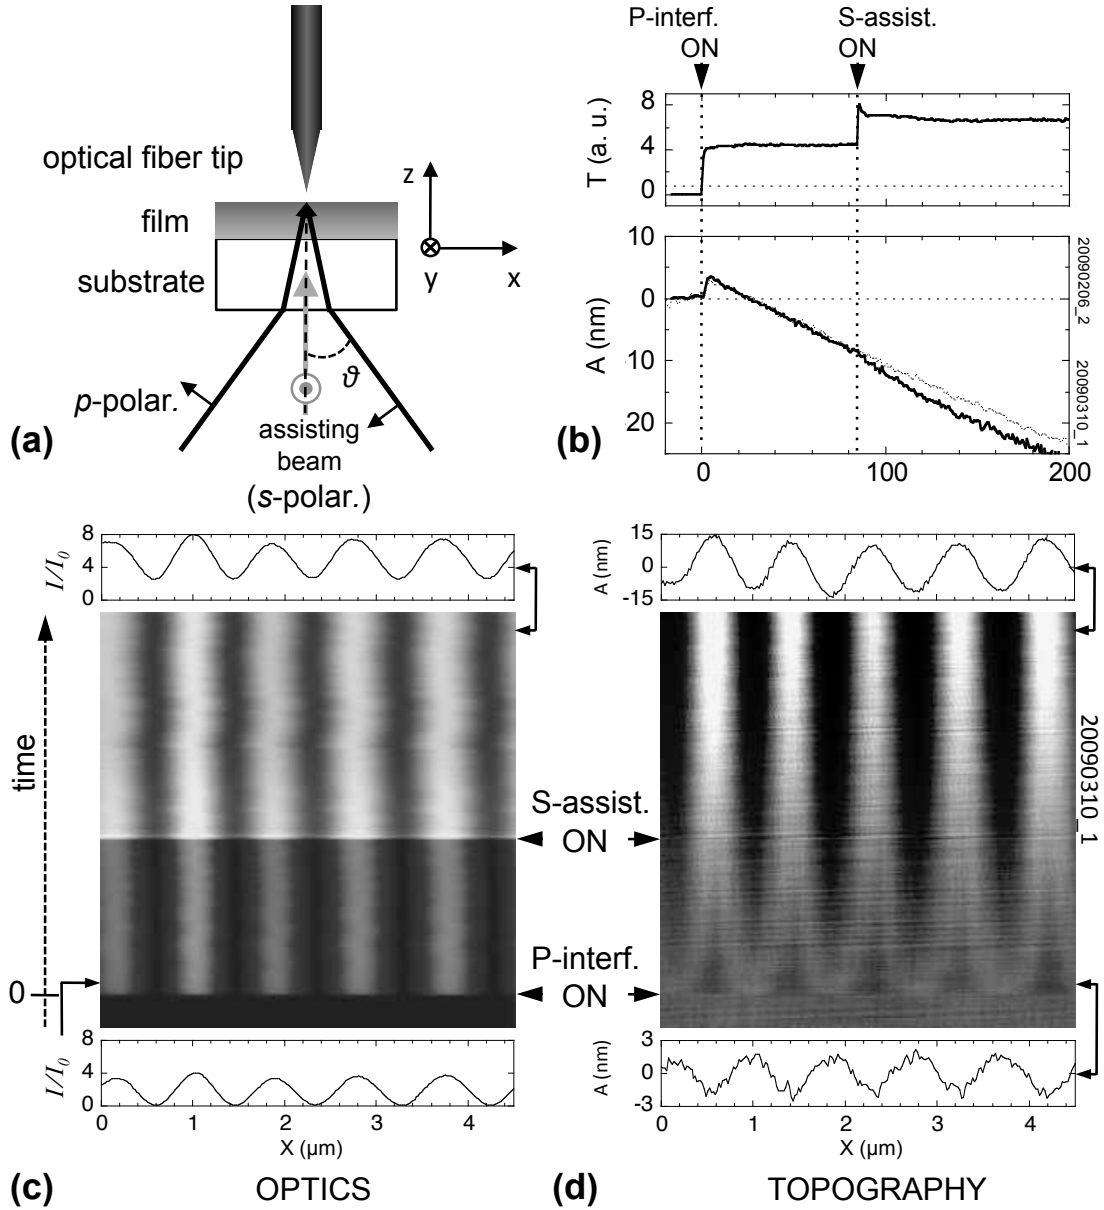 optical fiber tip
film
substrate
z
x
y
ϑ
p-polar.
assisting
beam
(s-polar.)
(a)
P-interf.
ON
S-assist.
ON
T (a. u.)
8
4
0
A (nm)
10
0
10
20
0
100
200
20090206_2
20090310_1
(b)
I/I0
8
4
0
time
0
S-assist.
ON
P-interf.
ON
I/I0
8
4
0
0
1
2
3
4
X (µm)
(c)
OPTICS
A (nm)
15
0
-15
20090310_1
A (nm)
3
0
-3
0
1
2
3
4
X (µm)
(d)
TOPOGRAPHY